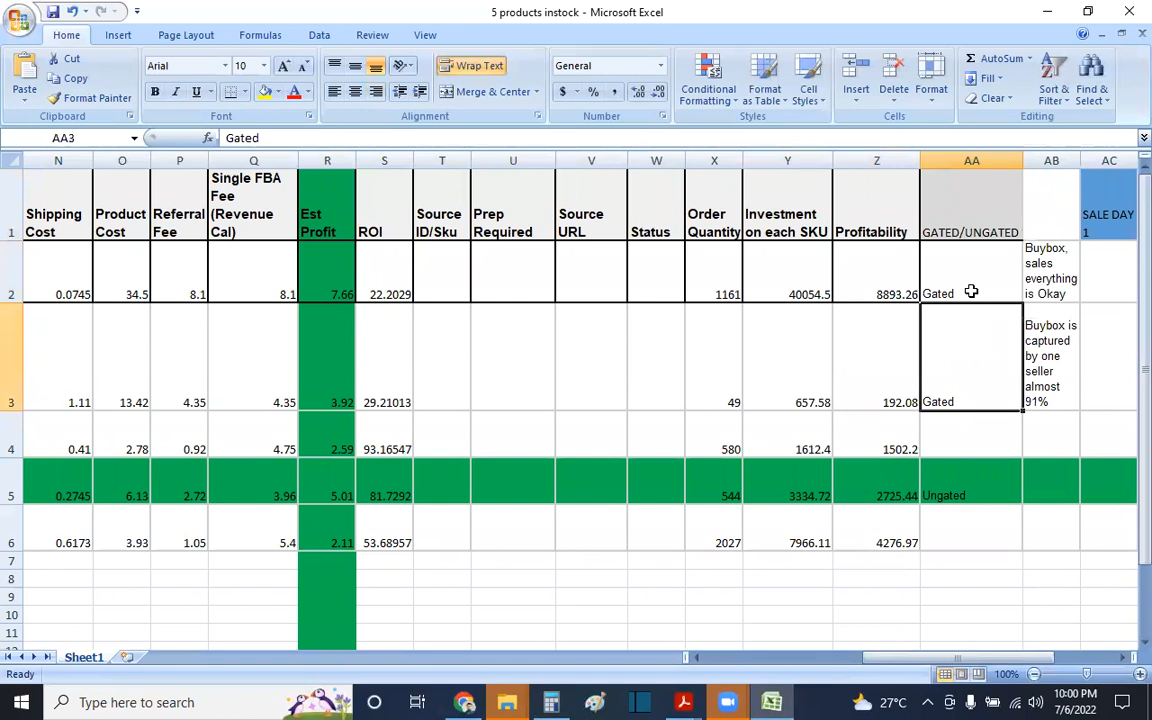 5 products instock - Microsoft Excel
Home Insert Page Layout Formulas Data Review View
Paste
Cut
Copy
Format Painter
Clipboard
Arial 10
B I U A
Font
Wrap Text
Merge & Center
Alignment
General
$ % ,
Number
Conditional Formatting
Format as Table
Cell Styles
Styles
Insert
Delete
Format
Cells
Σ AutoSum
Fill
Clear
Sort & Filter
Find & Select
Editing
AA3 fx Gated
N O P Q R S T U V W X Y Z AA AB AC
1
Shipping Cost
Product Cost
Referral Fee
Single FBA Fee (Revenue Cal)
Est Profit
ROI
Source ID/Sku
Prep Required
Source URL
Status
Order Quantity
Investment on each SKU
Profitability
GATED/UNGATED
SALE DAY 1
2 0.0745 34.5 8.1 8.1 7.66 22.2029 1161 40054.5 8893.26 Gated
Buybox, sales everything is Okay
3 1.11 13.42 4.35 4.35 3.92 29.21013 49 657.58 192.08 Gated
Buybox is captured by one seller almost 91%
4 0.41 2.78 0.92 4.75 2.59 93.16547 580 1612.4 1502.2
5 0.2745 6.13 2.72 3.96 5.01 81.7292 544 3334.72 2725.44 Ungated
6 0.6173 3.93 1.05 5.4 2.11 53.68957 2027 7966.11 4276.97
7
8
9
10
11
Sheet1
Ready 100%
Type here to search
27°C
10:00 PM
7/6/2022